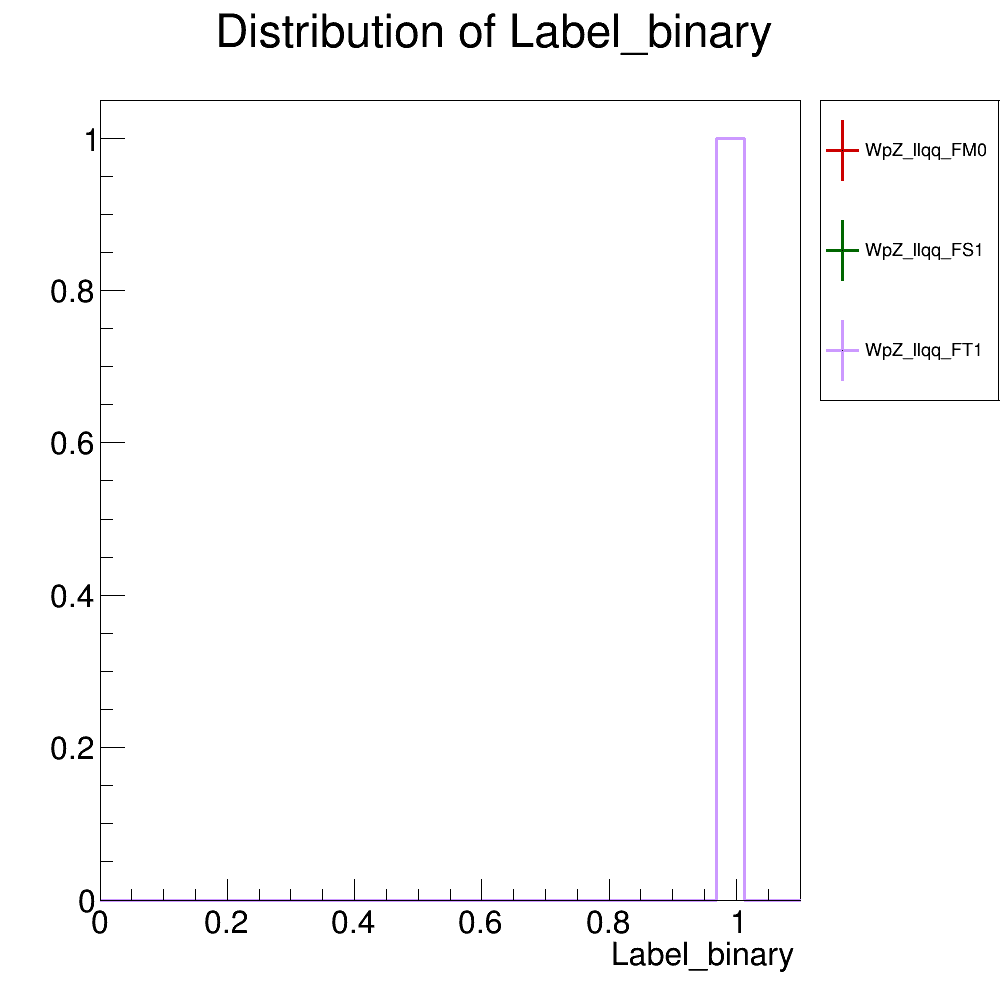 Distribution of Label_binary
1
0.8
0.6
0.4
0.2
0
0 0.2 0.4 0.6 0.8 1
Label_binary
WpZ_llqq_FM0
WpZ_llqq_FS1
WpZ_llqq_FT1